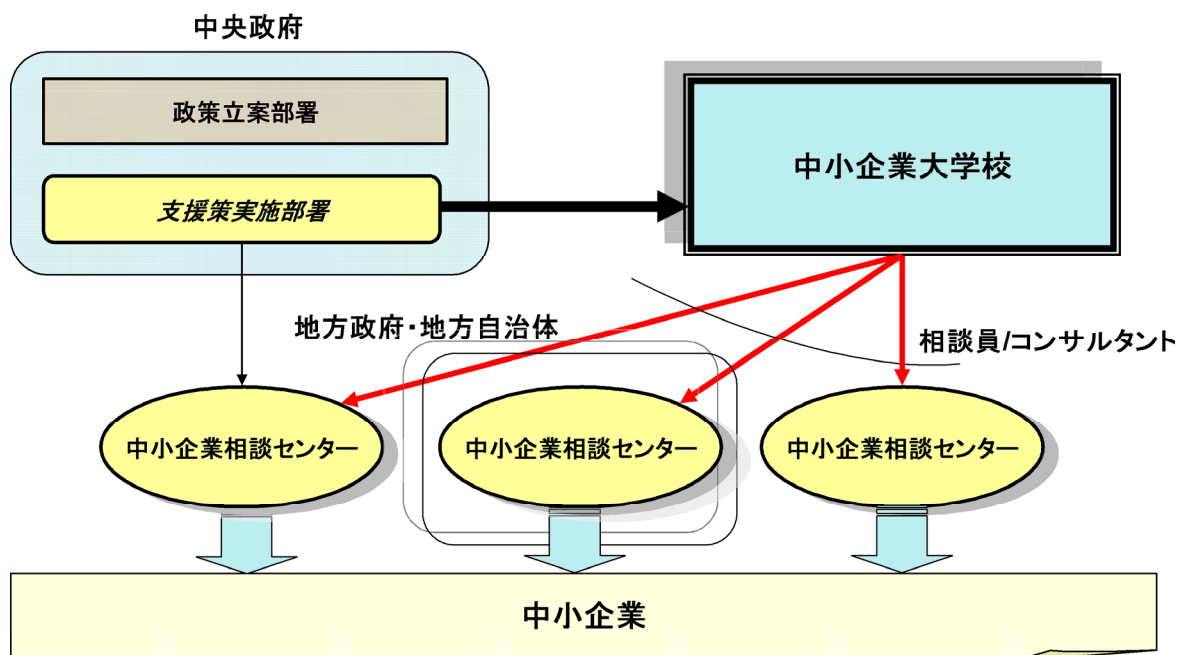 中央政府
政策立案部署
中小企業大学校
支援策実施部署
地方政府・地方自治体
相談員/コンサルタント
中小企業相談センター
中小企業相談センター
中小企業相談センター
中小企業